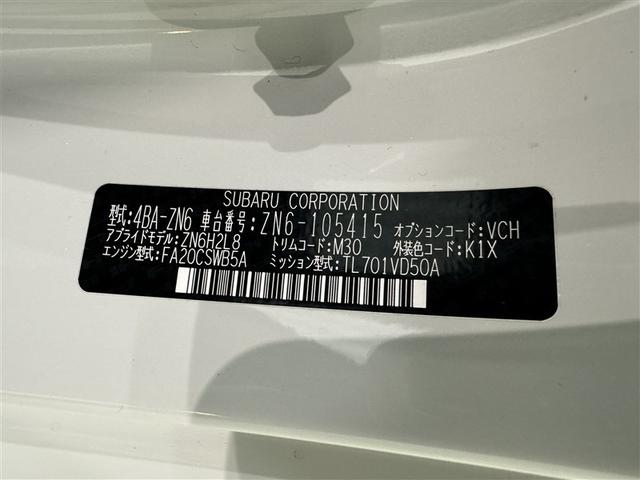 SUBARU CORPORATION
型式:4BA-ZN6 車台番号:ZN6-105415 オプションコード:VCH
アプライドモデル:ZN6H2L8 トリムコード:M30 外装色コード:K1X
エンジン型式:FA20CSWB5A ミッション型式:TL701VD50A